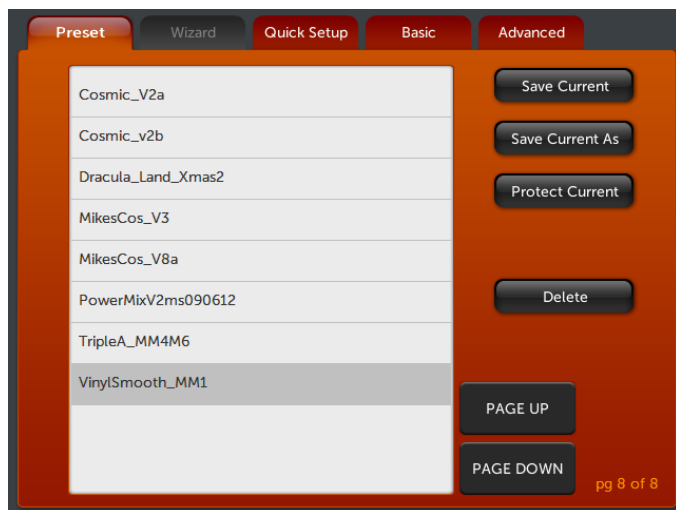 Preset Wizard Quick Setup Basic Advanced
Cosmic_V2a
Cosmic_v2b
Dracula_Land_Xmas2
MikesCos_V3
MikesCos_V8a
PowerMixV2ms090612
TripleA_MM4M6
VinylSmooth_MM1
Save Current
Save Current As
Protect Current
Delete
PAGE UP
PAGE DOWN
pg 8 of 8